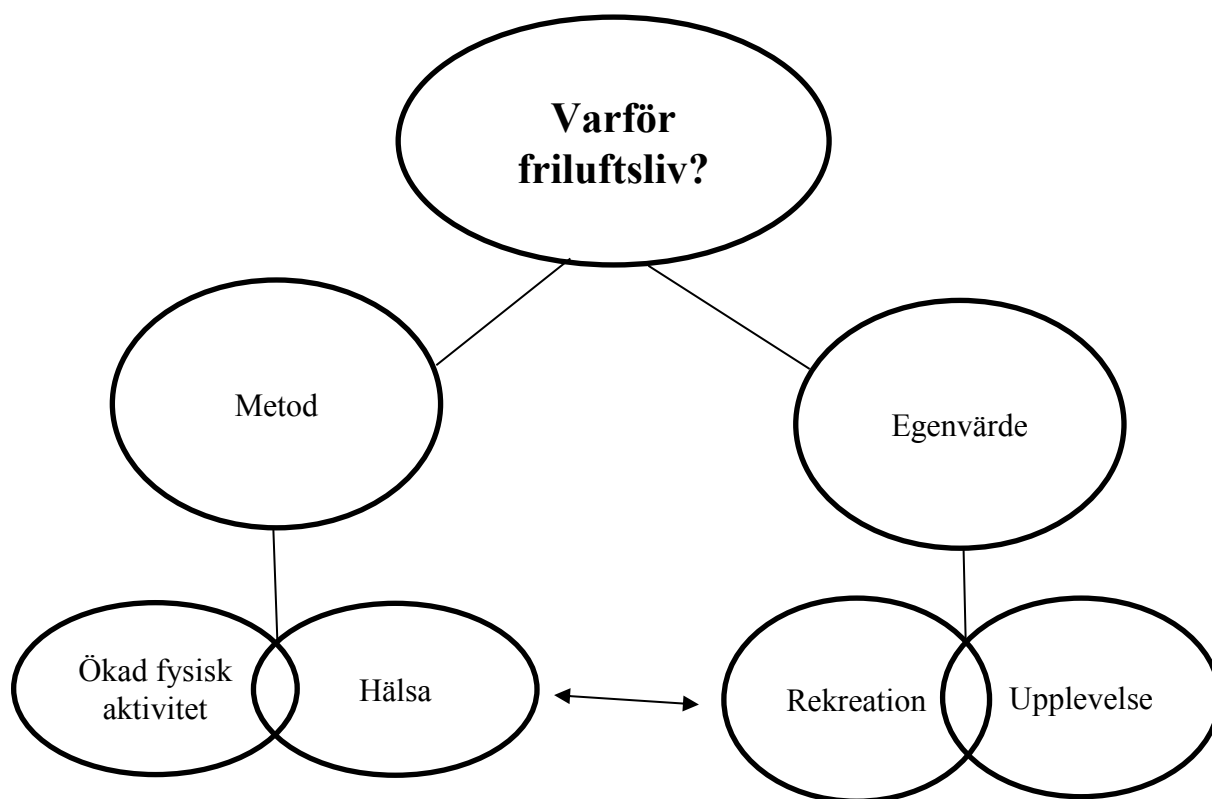 Varför
friluftsliv?
Metod
Egenvärde
Ökad fysisk
aktivitet
Hälsa
Rekreation
Upplevelse